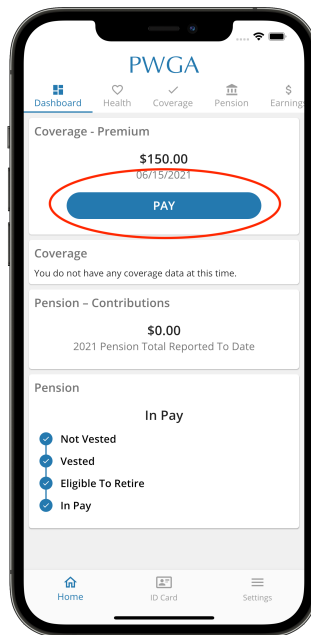 PWGA
Dashboard Health Coverage Pension Earnings
Coverage - Premium
$150.00
06/15/2021
PAY
Coverage
You do not have any coverage data at this time.
Pension – Contributions
$0.00
2021 Pension Total Reported To Date
Pension
In Pay
Not Vested
Vested
Eligible To Retire
In Pay
Home ID Card Settings